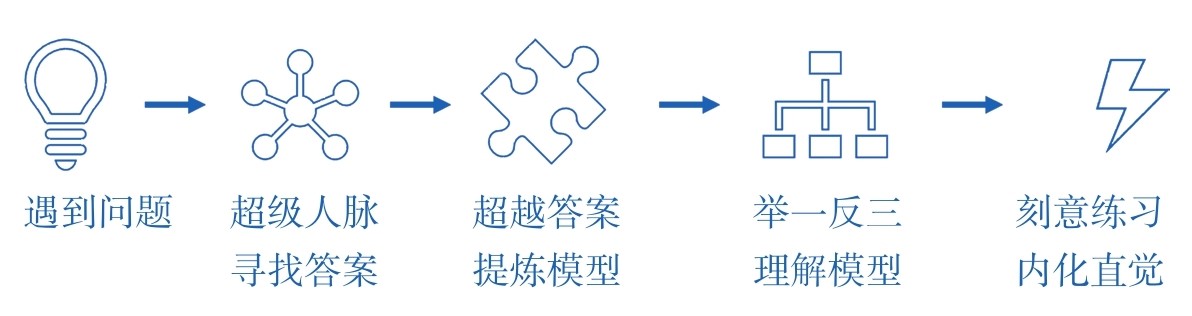 遇到问题
超级人脉
寻找答案
超越答案
提炼模型
举一反三
理解模型
刻意练习
内化直觉